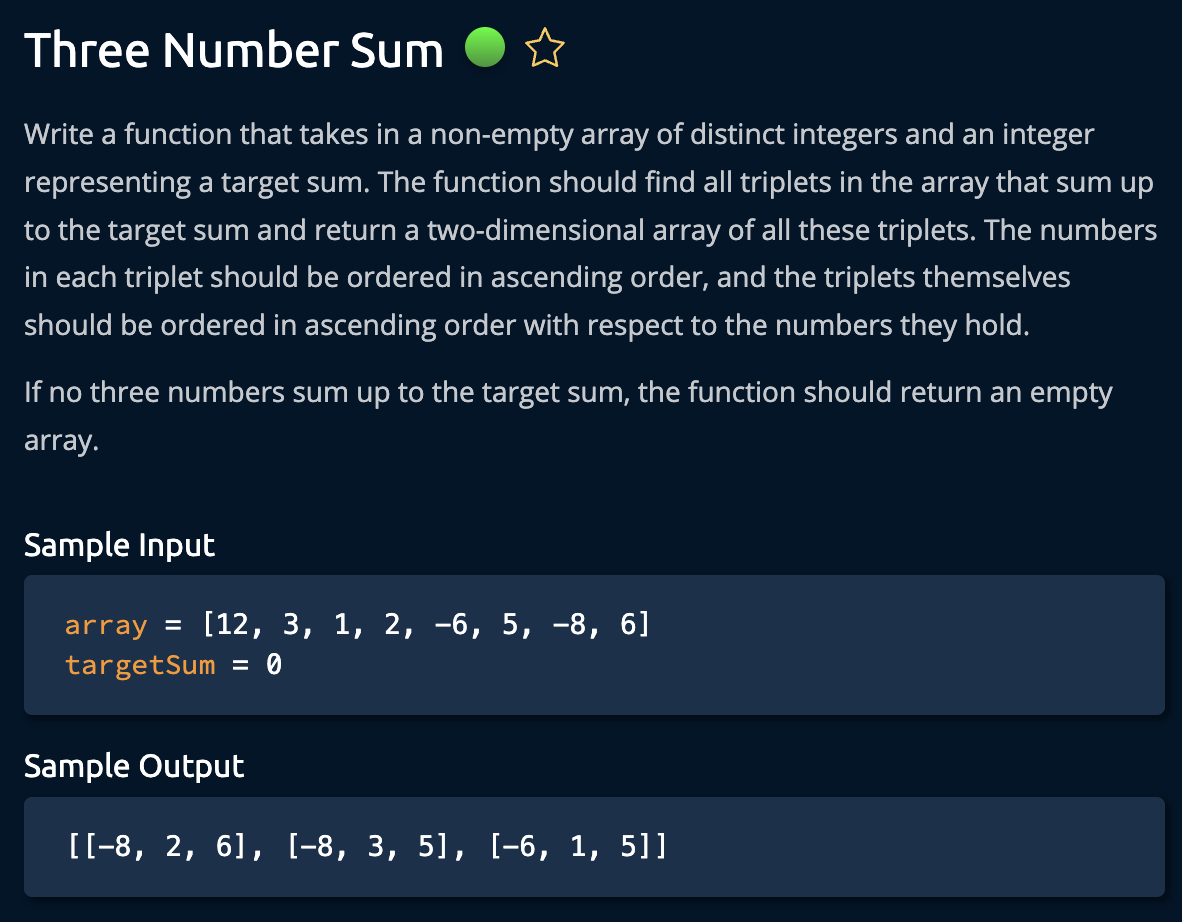 Three Number Sum
Write a function that takes in a non-empty array of distinct integers and an integer
representing a target sum. The function should find all triplets in the array that sum up
to the target sum and return a two-dimensional array of all these triplets. The numbers
in each triplet should be ordered in ascending order, and the triplets themselves
should be ordered in ascending order with respect to the numbers they hold.
If no three numbers sum up to the target sum, the function should return an empty
array.
Sample Input
array = [12, 3, 1, 2, -6, 5, -8, 6]
targetSum = 0
Sample Output
[[-8, 2, 6], [-8, 3, 5], [-6, 1, 5]]